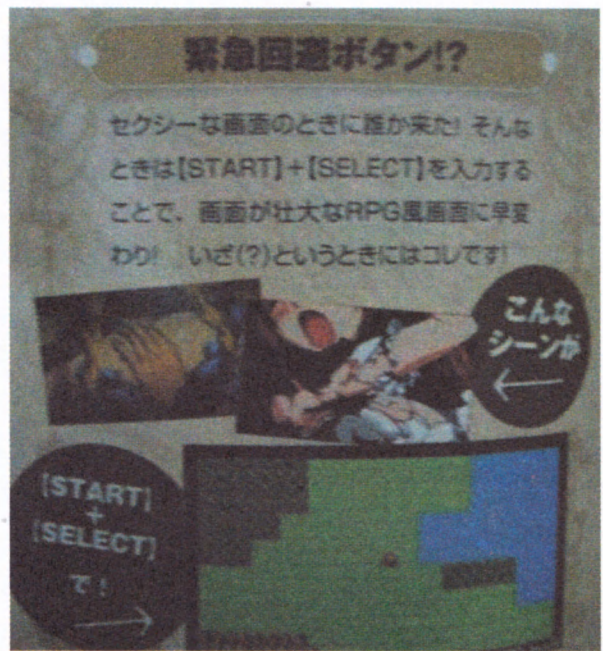 緊急回避ボタン!?
セクシーな画面のときに誰か来た! そんな
ときは【START】+【SELECT】を入力する
ことで、画面が壮大なRPG風画面に早変
わり! いざ(?)というときにはコレです!
こんな
シーンが
【START】
+
【SELECT】
で!